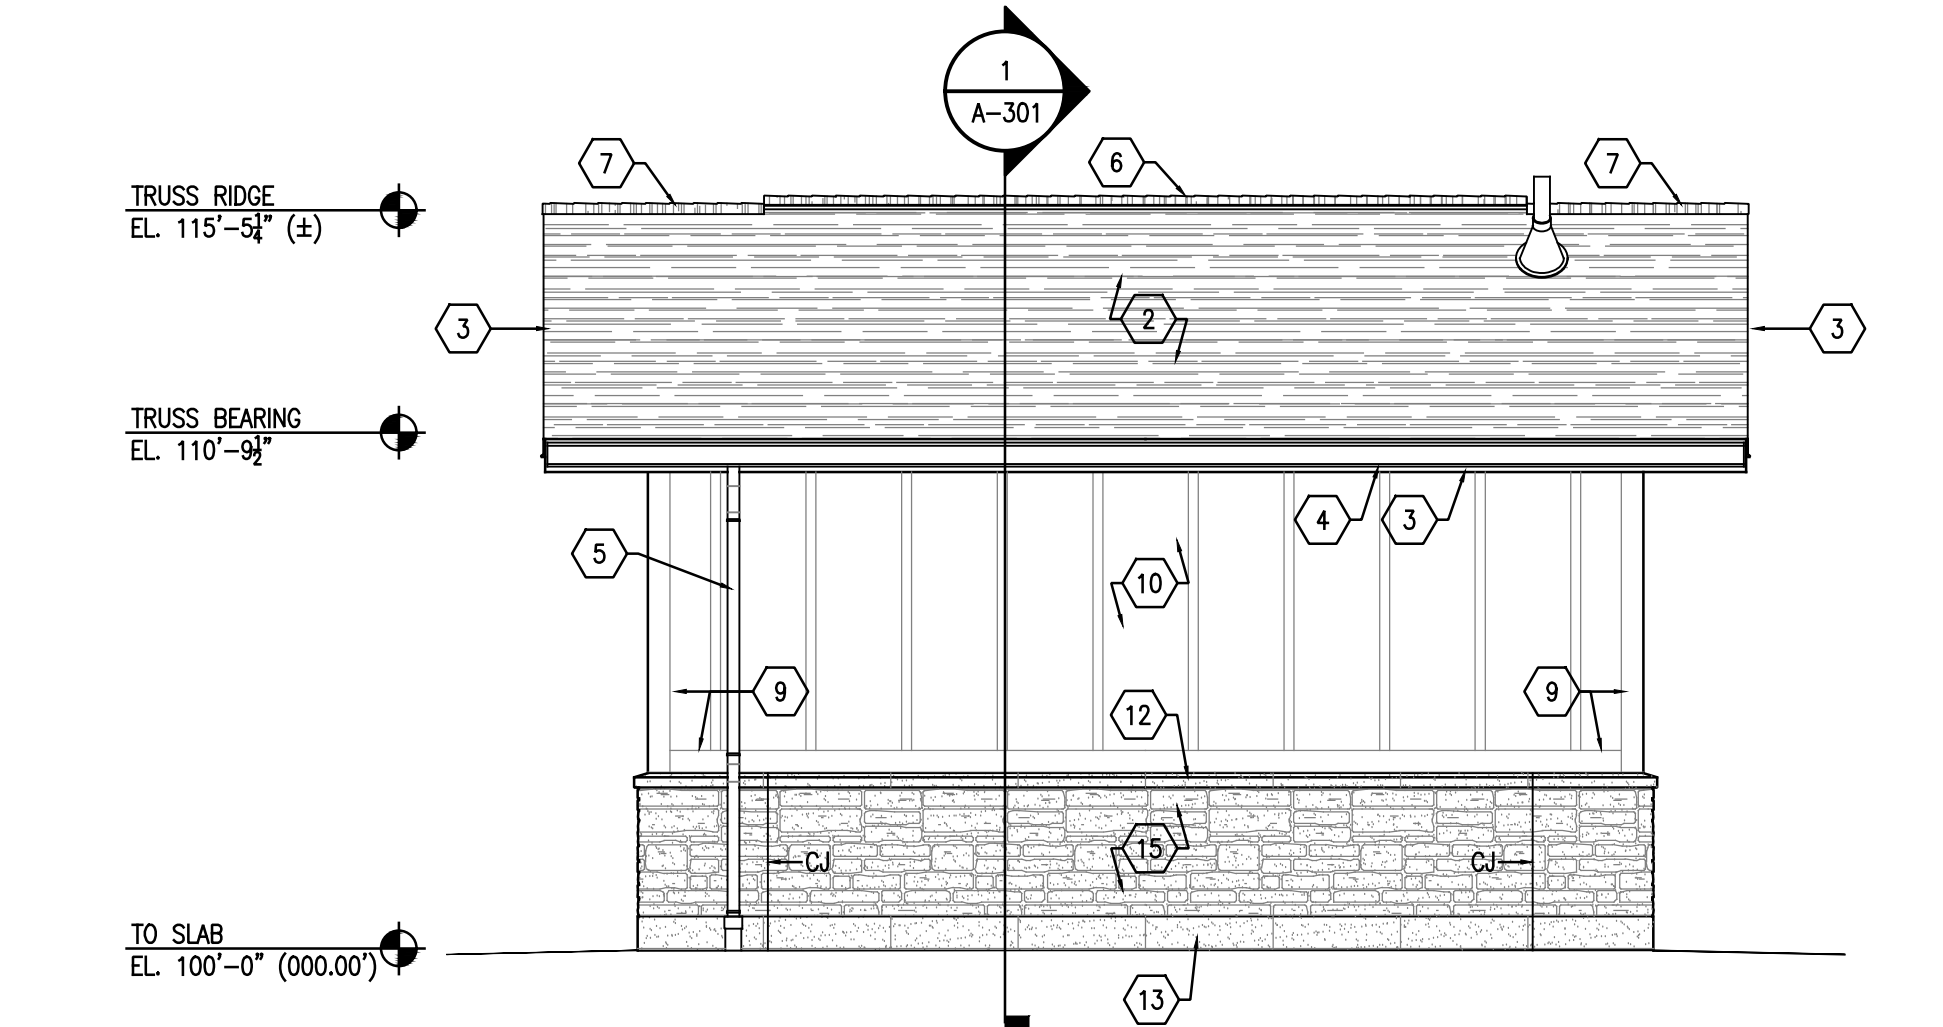 1
A-301
7
6
7
TRUSS RIDGE
EL. 115'-5¼" (±)
3
2
3
TRUSS BEARING
EL. 110'-9½"
4
3
5
10
9
9
12
15
CJ
CJ
TO SLAB
EL. 100'-0" (000.00')
13